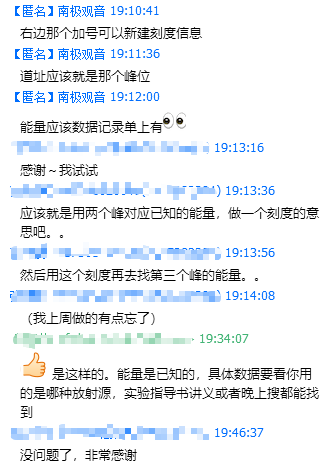 【匿名】南极观音 19:10:41
右边那个加号可以新建刻度信息
【匿名】南极观音 19:11:36
道址应该就是那个峰位
【匿名】南极观音 19:12:00
能量应该数据记录单上有
19:13:16
感谢～我试试
19:13:36
应该就是用两个峰对应已知的能量，做一个刻度的意
思吧。。
19:13:56
然后用这个刻度再去找第三个峰的能量。。
19:14:08
（我上周做的有点忘了）
19:34:07
是这样的。能量是已知的，具体数据要看你用
的是哪种放射源，实验指导书讲义或者晚上搜都能找
到
19:46:37
没问题了，非常感谢